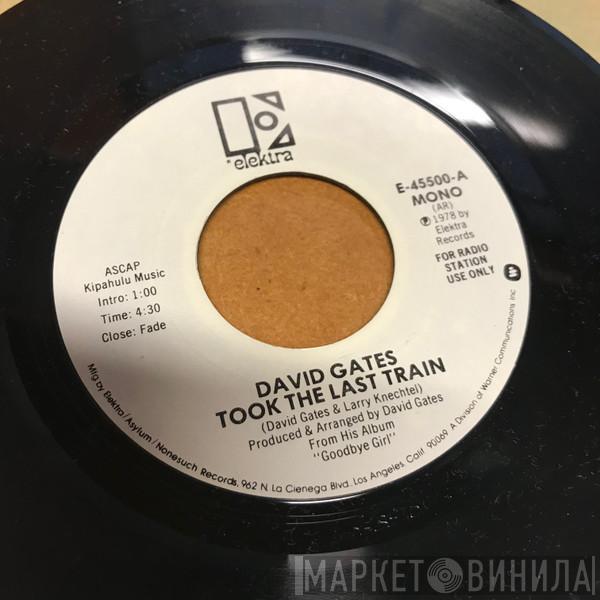 elektra
E-45500-A
MONO
(AR)
℗ 1978 by
Elektra
Records
FOR RADIO
STATION
USE ONLY
ASCAP
Kipahulu Music
Intro: 1:00
Time: 4:30
Close: Fade
DAVID GATES
TOOK THE LAST TRAIN
(David Gates & Larry Knechtel)
Produced & Arranged by David Gates
From His Album
"Goodbye Girl"
Mfg by Elektra/Asylum/Nonesuch Records, 962 N. La Cienega Blvd., Los Angeles, Calif. 90069 A Division of Warner Communications Inc
МАРКЕТ ВИНИЛА